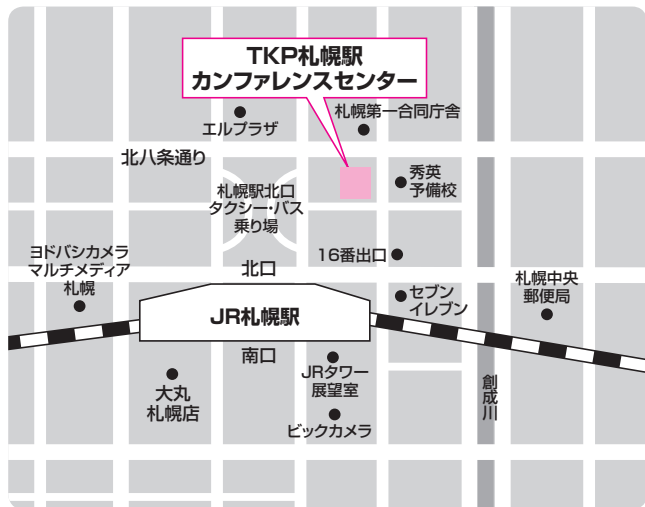 TKP札幌駅
カンファレンスセンター
札幌第一合同庁舎
エルプラザ
北八条通り
秀英
予備校
札幌駅北口
タクシー・バス
乗り場
16番出口
ヨドバシカメラ
マルチメディア
札幌
北口
札幌中央
郵便局
セブン
イレブン
JR札幌駅
南口
JRタワー
展望室
大丸
札幌店
創成川
ビックカメラ